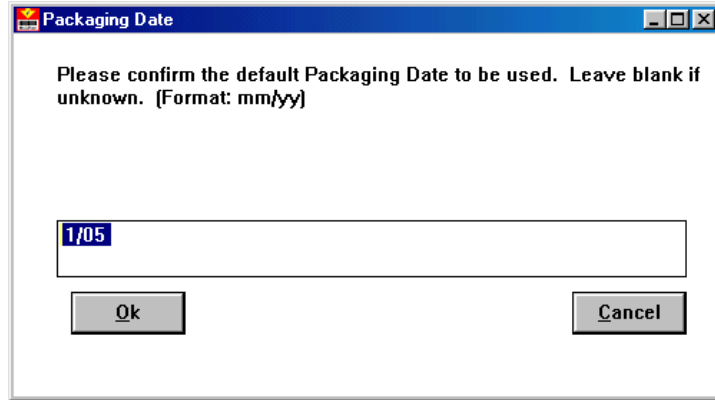 Packaging Date
Please confirm the default Packaging Date to be used.  Leave blank if
unknown.  (Format: mm/yy)
1/05
Ok
Cancel